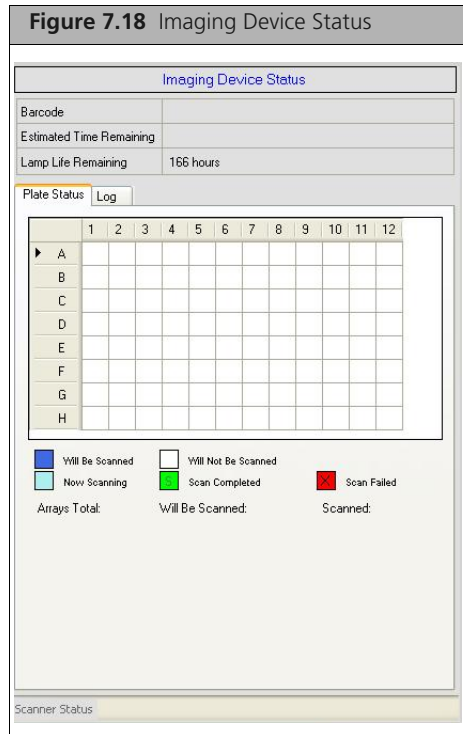 Figure 7.18 Imaging Device Status
Imaging Device Status
Barcode
Estimated Time Remaining
Lamp Life Remaining 166 hours
Plate Status Log
1 2 3 4 5 6 7 8 9 10 11 12
A
B
C
D
E
F
G
H
Will Be Scanned Will Not Be Scanned
Now Scanning S Scan Completed X Scan Failed
Arrays Total: Will Be Scanned: Scanned:
Scanner Status